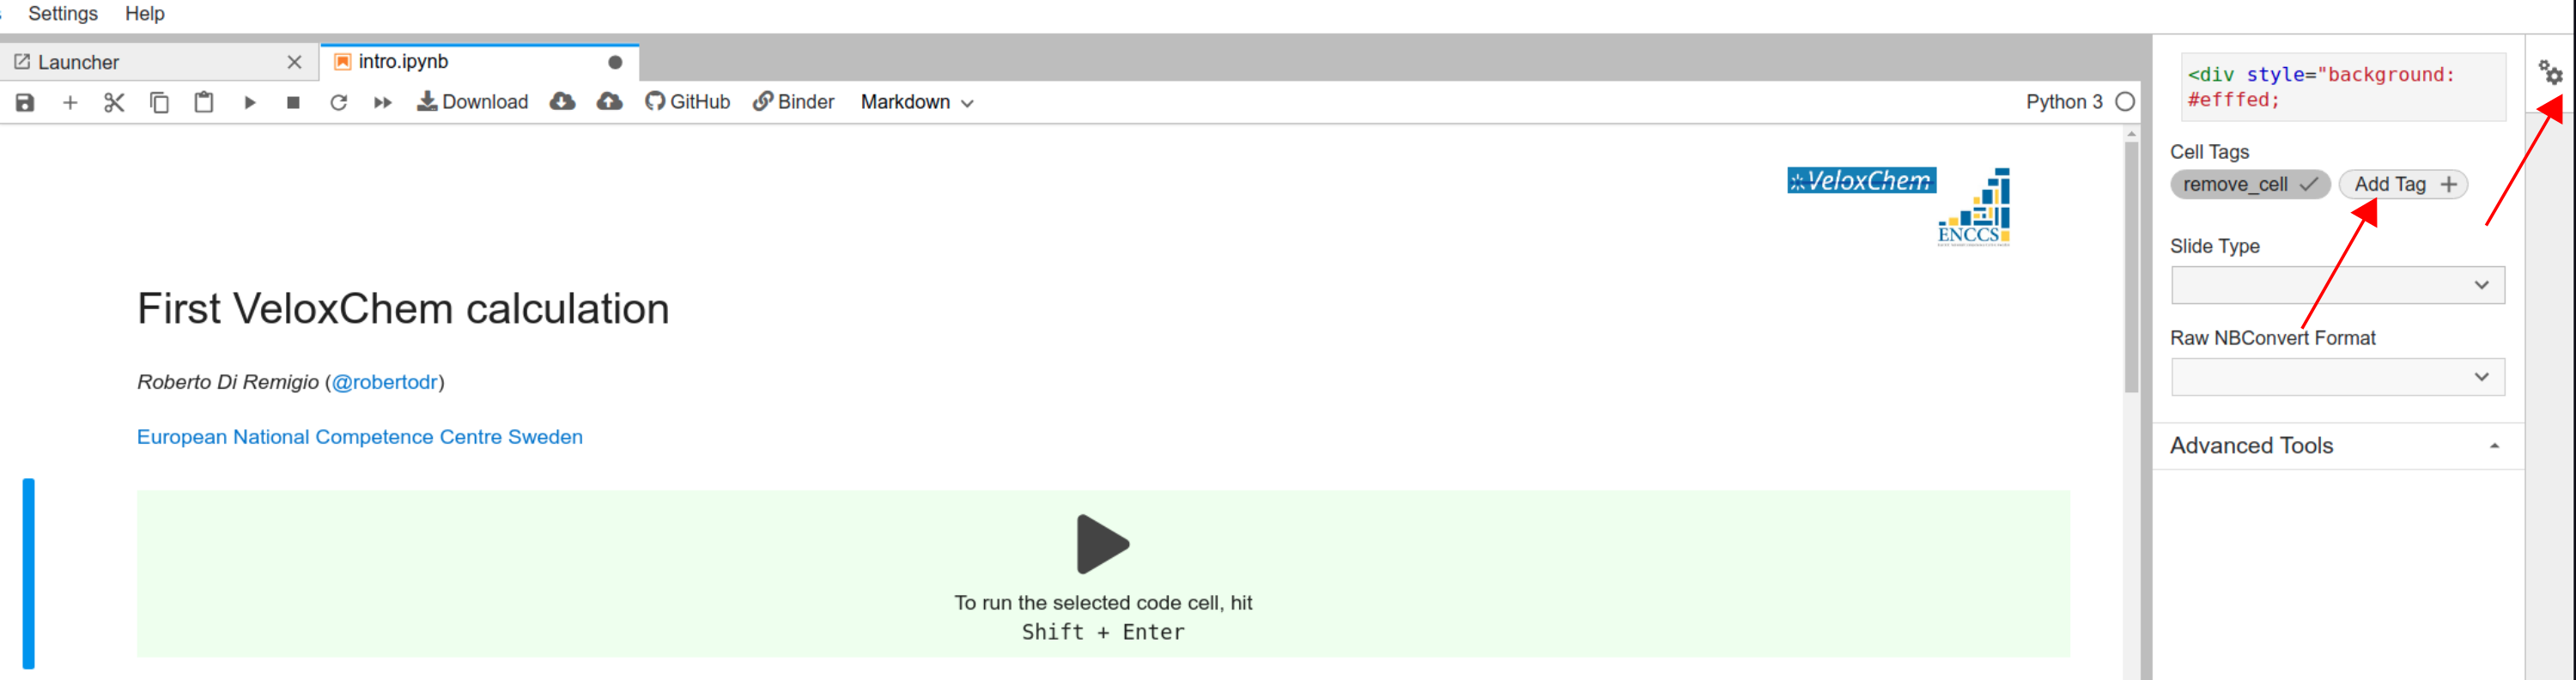 Settings Help
Launcher intro.ipynb
Download GitHub Binder Markdown Python 3
VeloxChem
ENCCS
First VeloxChem calculation
Roberto Di Remigio (@robertodr)
European National Competence Centre Sweden
To run the selected code cell, hit
Shift + Enter
<div style="background:
#efffed;
Cell Tags
remove_cell Add Tag
Slide Type
Raw NBConvert Format
Advanced Tools